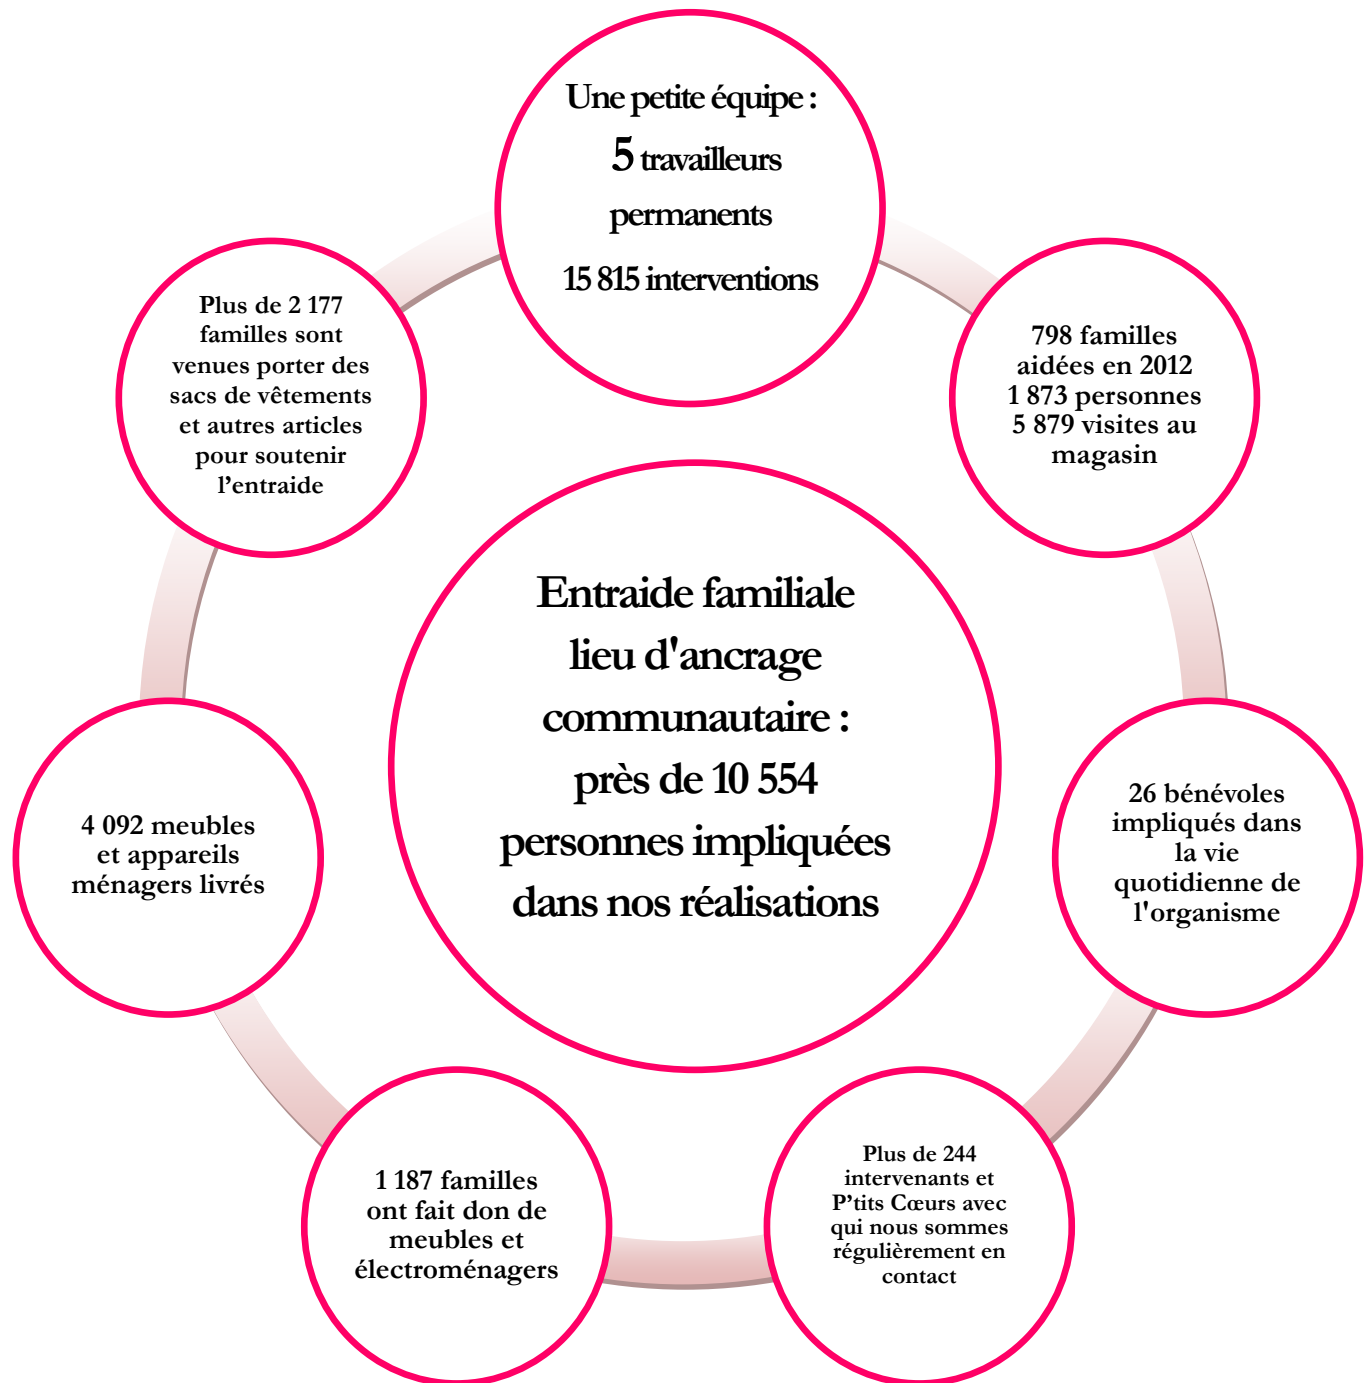 Une petite équipe :
5 travailleurs
permanents
15 815 interventions
798 familles
aidées en 2012
1 873 personnes
5 879 visites au
magasin
26 bénévoles
impliqués dans
la vie
quotidienne de
l'organisme
Plus de 244
intervenants et
P'tits Cœurs avec
qui nous sommes
régulièrement en
contact
1 187 familles
ont fait don de
meubles et
électroménagers
4 092 meubles
et appareils
ménagers livrés
Plus de 2 177
familles sont
venues porter des
sacs de vêtements
et autres articles
pour soutenir
l’entraide
Entraide familiale
lieu d'ancrage
communautaire :
près de 10 554
personnes impliquées
dans nos réalisations